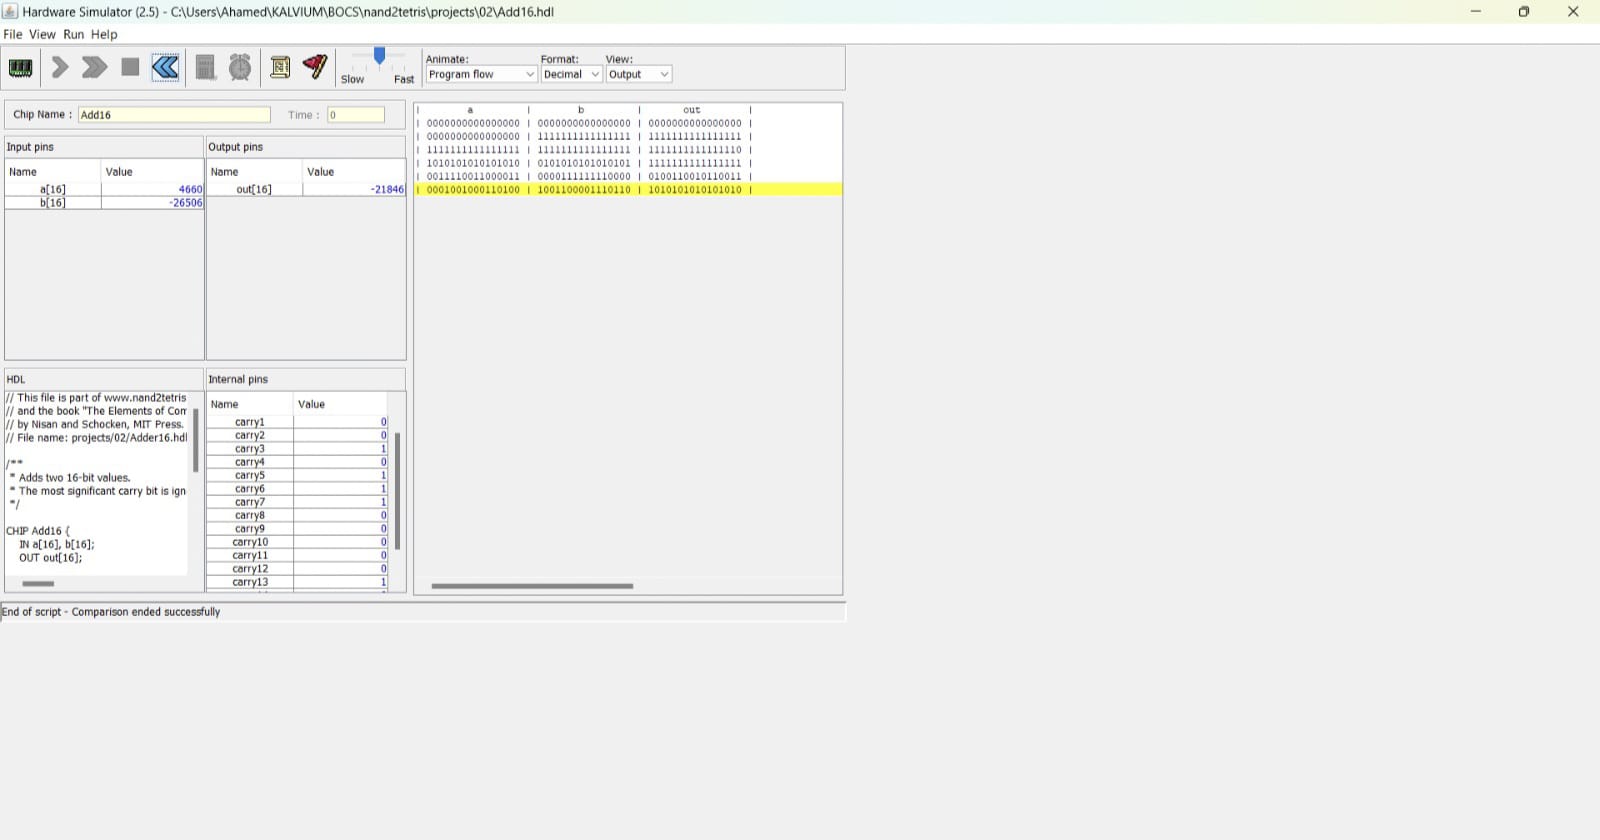 Hardware Simulator (2.5) - C:\Users\Ahamed\KALVIUM\BOCS\nand2tetris\projects\02\Add16.hdl
File View Run Help
Slow Fast
Animate: Format: View:
Program flow Decimal Output
Chip Name : Add16 Time : 0
Input pins Output pins
Name Value Name Value
a[16] 4660 out[16] -21846
b[16] -26506
| a | b | out |
| 0000000000000000 | 0000000000000000 | 0000000000000000 |
| 0000000000000000 | 1111111111111111 | 1111111111111111 |
| 1111111111111111 | 1111111111111111 | 1111111111111110 |
| 1010101010101010 | 0101010101010101 | 1111111111111111 |
| 0011110011000011 | 0000111111110000 | 0100110010110011 |
| 0001001000110100 | 1001100001110110 | 1010101010101010 |
HDL
// This file is part of www.nand2tetris
// and the book "The Elements of Com
// by Nisan and Schocken, MIT Press.
// File name: projects/02/Adder16.hdl
/**
* Adds two 16-bit values.
* The most significant carry bit is ign
*/
CHIP Add16 {
IN a[16], b[16];
OUT out[16];
Internal pins
Name Value
carry1 0
carry2 0
carry3 1
carry4 0
carry5 1
carry6 1
carry7 1
carry8 0
carry9 0
carry10 0
carry11 0
carry12 0
carry13 1
End of script - Comparison ended successfully